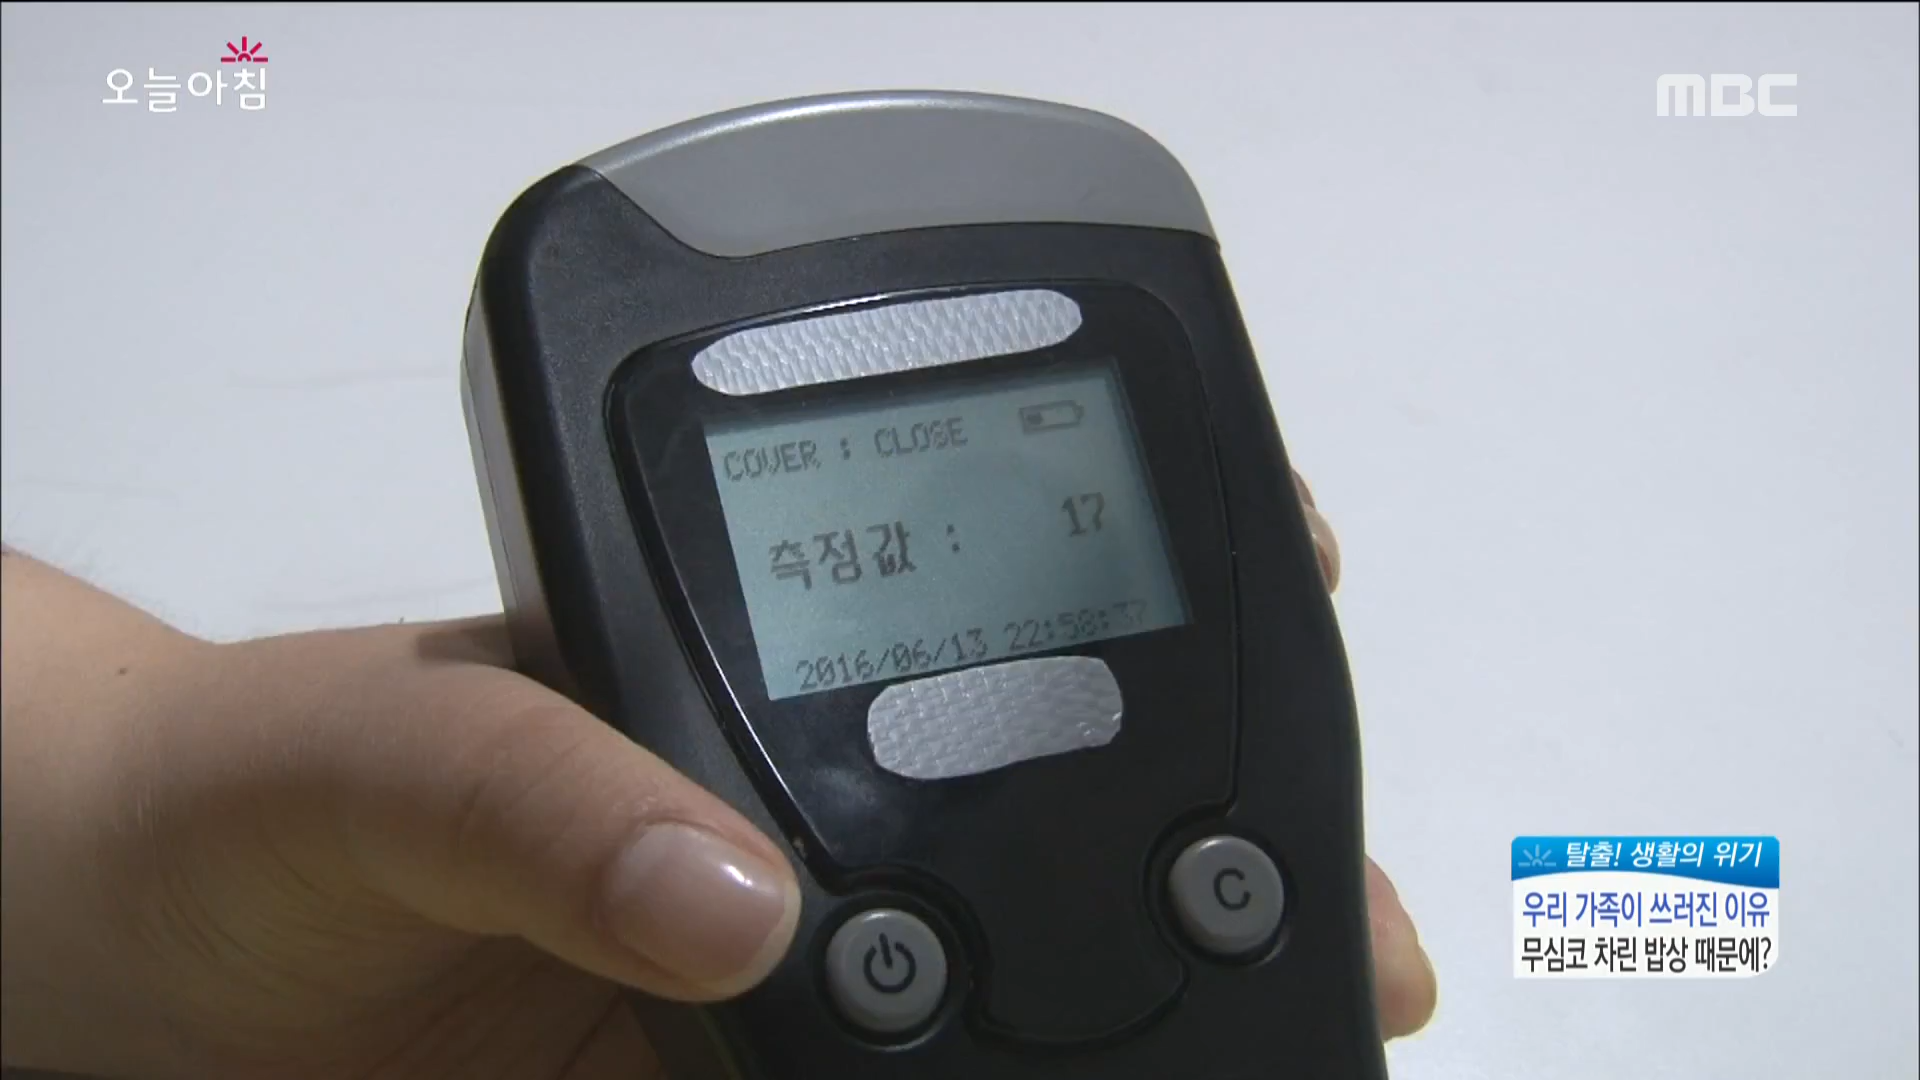 오늘아침
MBC
COVER : CLOSE
측정값 : 17
2016/06/13 22:58:37
C
탈출! 생활의 위기
우리 가족이 쓰러진 이유
무심코 차린 밥상 때문에?